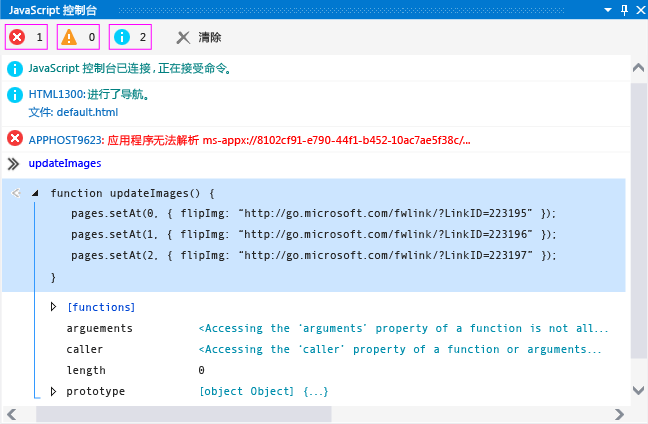 JavaScript 控制台
1 0 2 清除
JavaScript 控制台已连接,正在接受命令。
HTML1300: 进行了导航。
文件: default.html
APPHOST9623: 应用程序无法解析 ms-appx://8102cf91-e790-44f1-b452-10ac7ae5f38c/...
updateImages
function updateImages() {
pages.setAt(0, { flipImg: "http://go.microsoft.com/fwlink/?LinkID=223195" });
pages.setAt(1, { flipImg: "http://go.microsoft.com/fwlink/?LinkID=223196" });
pages.setAt(2, { flipImg: "http://go.microsoft.com/fwlink/?LinkID=223197" });
}
[functions]
arguements <Accessing the 'arguments' property of a function is not all...
caller <Accessing the 'caller' property of a function or arguments...
length 0
prototype [object Object] {...}